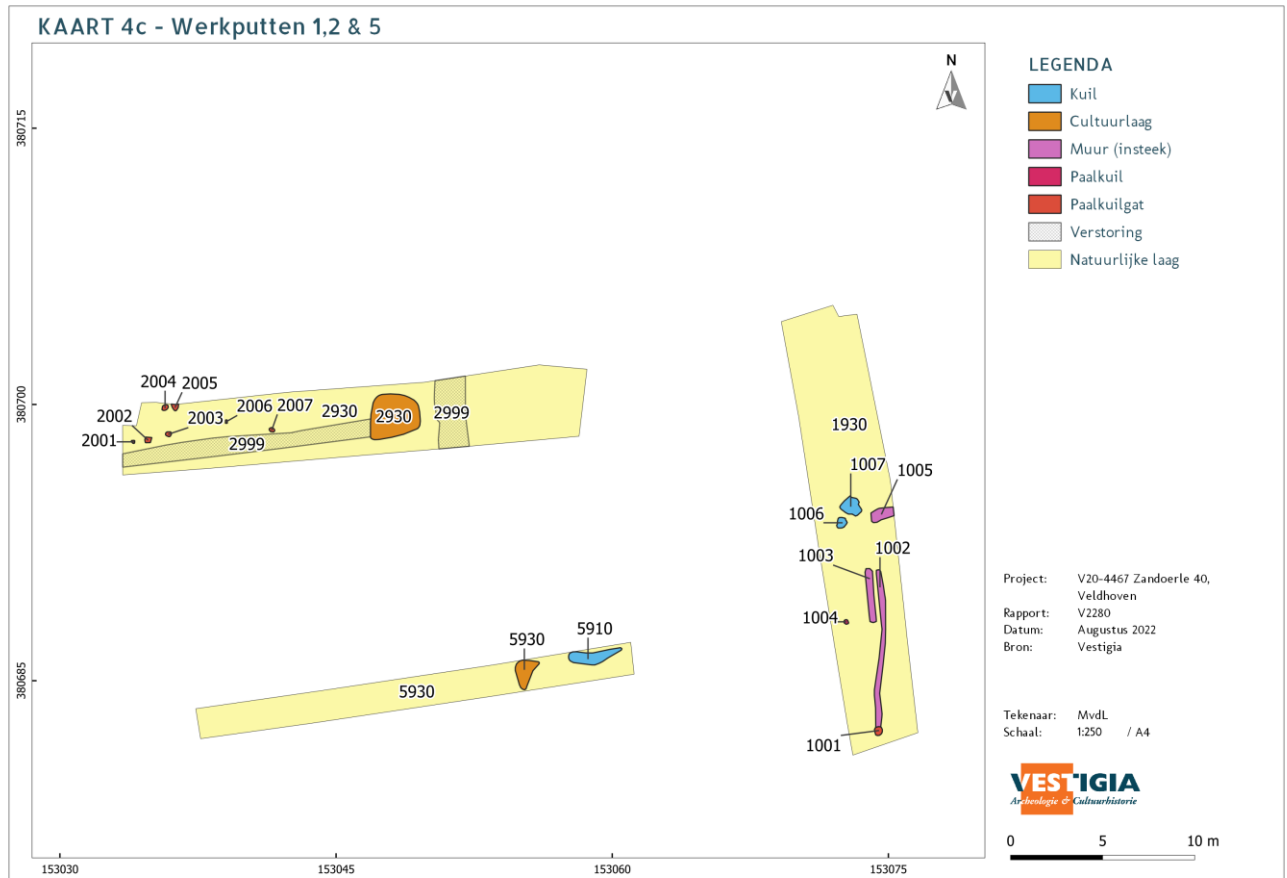 KAART 4c - Werkputten 1,2 & 5
N
V
LEGENDA
Kuil
Cultuurlaag
Muur (insteek)
Paalkuil
Paalkuilgat
Verstoring
Natuurlijke laag
380715
380700
380685
2004
2005
2002
2003
2006
2007
2930
2930
2999
2001
2999
1930
1007
1005
1006
1003
1002
1004
5930
5910
5930
1001
Project: V20-4467 Zandoerle 40,
Veldhoven
Rapport: V2280
Datum: Augustus 2022
Bron: Vestigia
Tekenaar: MvdL
Schaal: 1:250 / A4
VESTIGIA
Archeologie & Cultuurhistorie
0 5 10 m
153030 153045 153060 153075